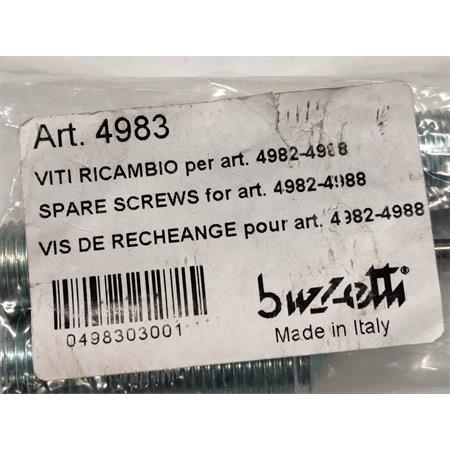 Art. 4983
VITI RICAMBIO per art. 4982-4988
SPARE SCREWS for art. 4982-4988
VIS DE RECHEANGE pour art. 4982-4988
0498303001
buzzetti®
Made in Italy